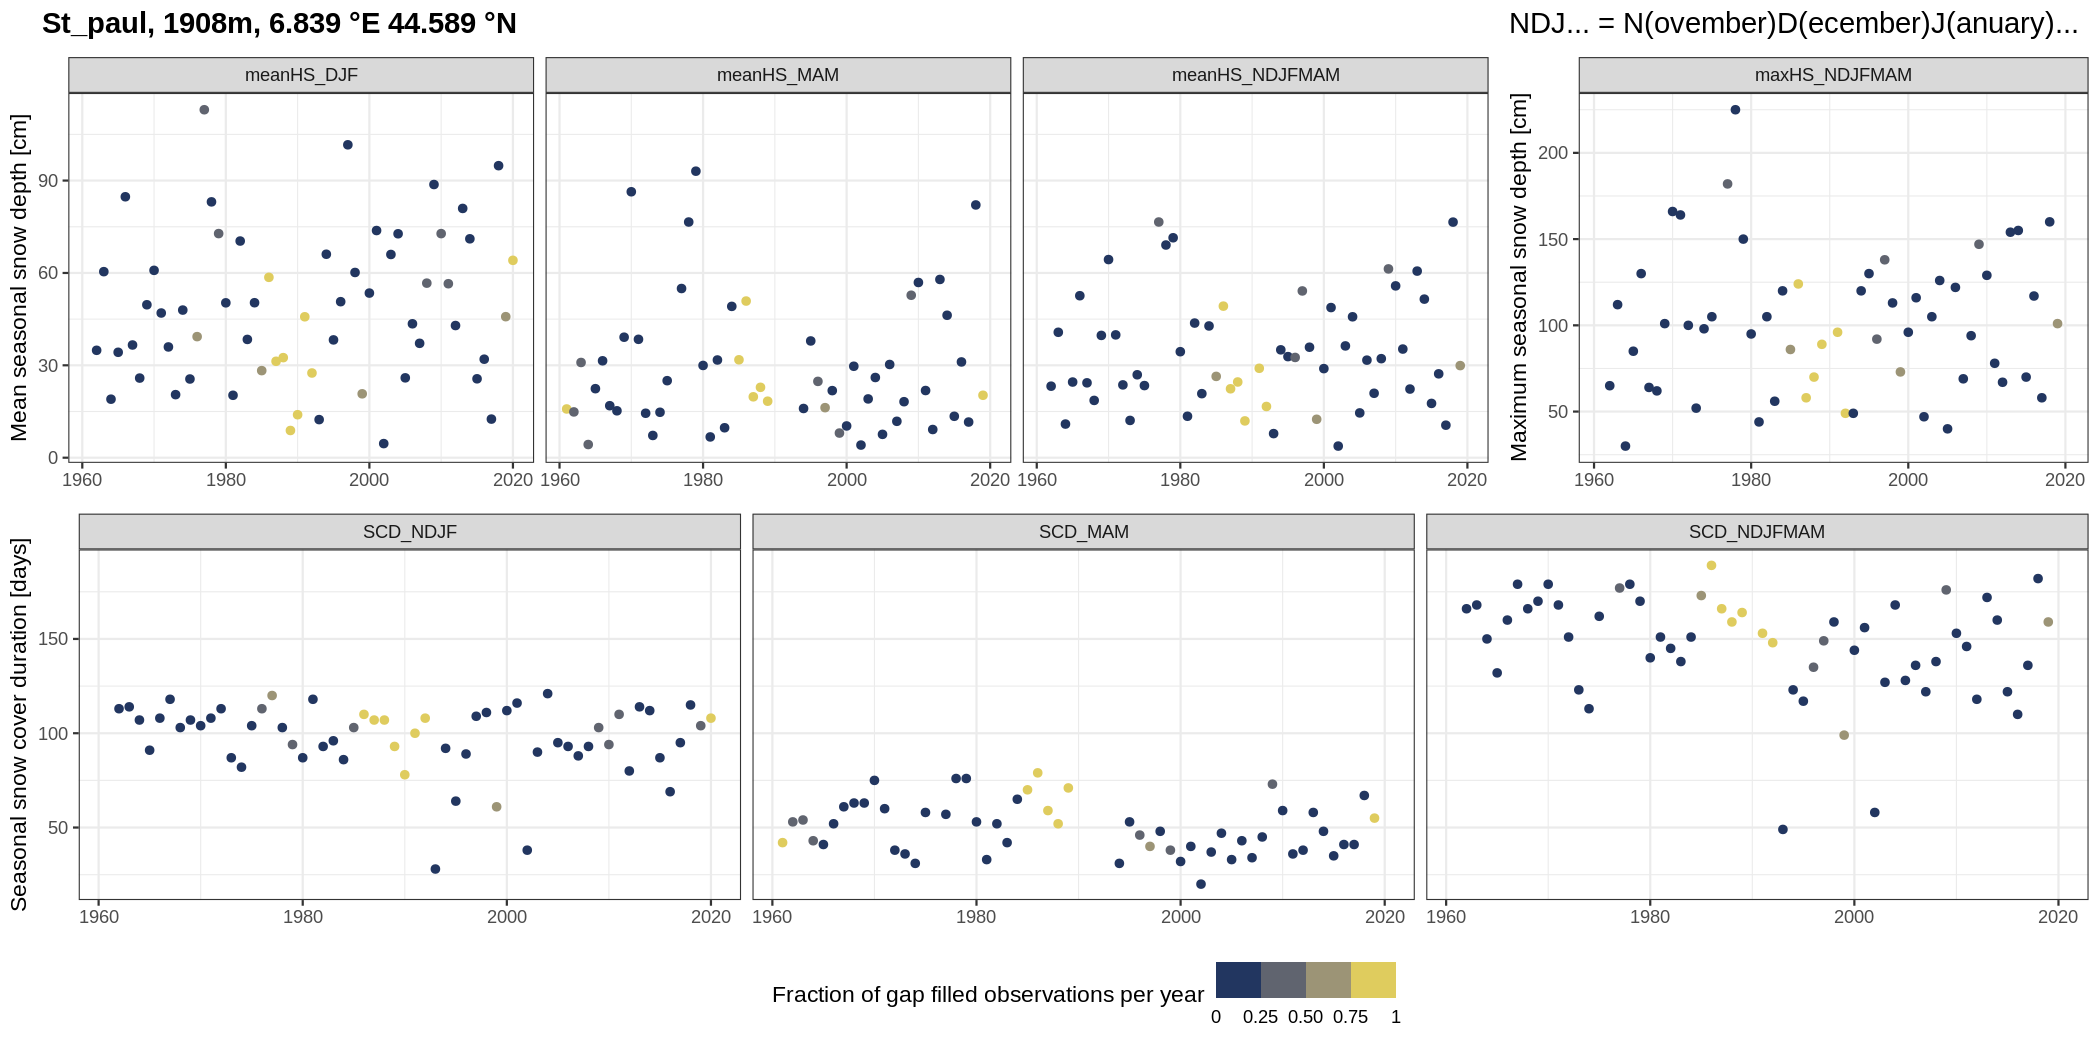 St_paul, 1908m, 6.839 °E 44.589 °N
NDJ... = N(ovember)D(ecember)J(anuary)...
meanHS_DJF
meanHS_MAM
meanHS_NDJFMAM
maxHS_NDJFMAM
Mean seasonal snow depth [cm]
90
60
30
0
1960 1980 2000 2020
1960 1980 2000 2020
1960 1980 2000 2020
Maximum seasonal snow depth [cm]
200
150
100
50
1960 1980 2000 2020
SCD_NDJF
SCD_MAM
SCD_NDJFMAM
Seasonal snow cover duration [days]
150
100
50
1960 1980 2000 2020
1960 1980 2000 2020
1960 1980 2000 2020
Fraction of gap filled observations per year
0 0.25 0.50 0.75 1